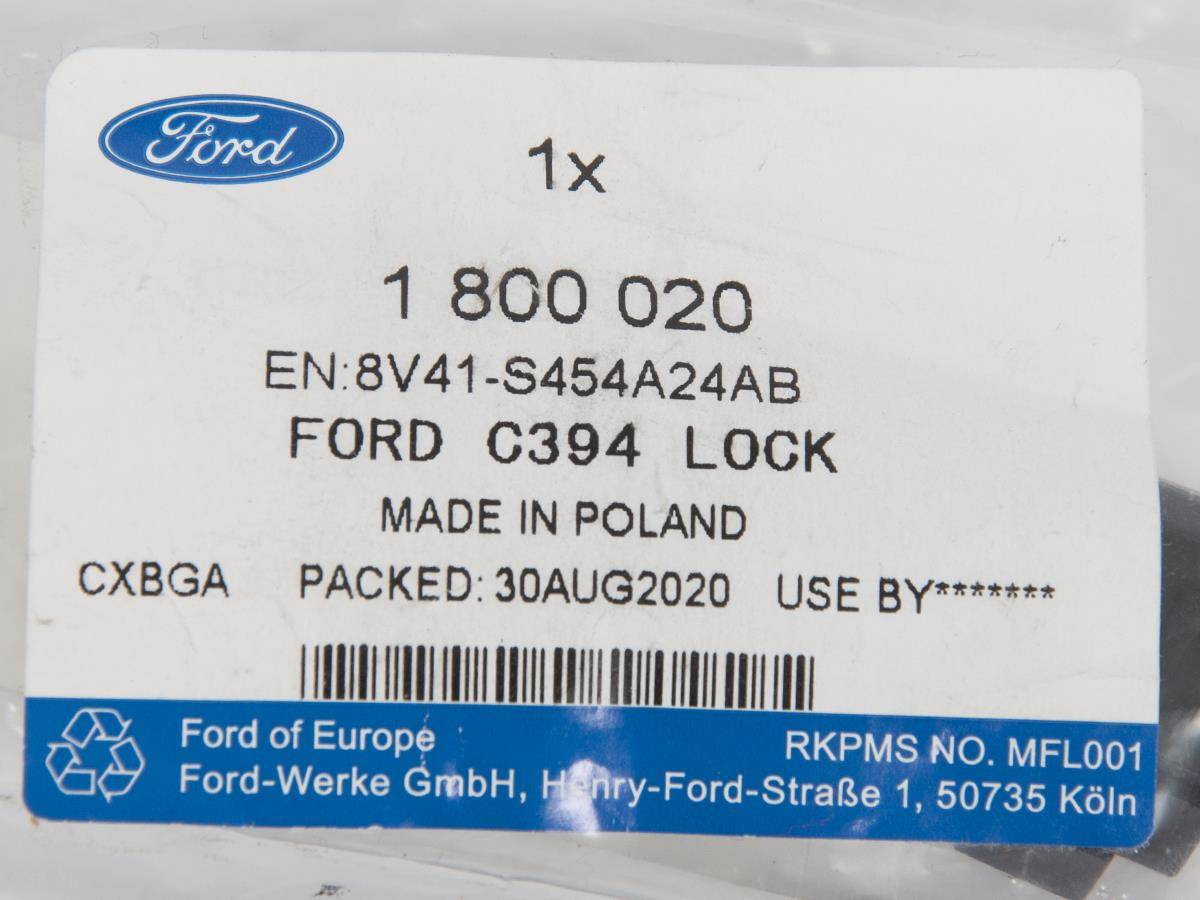 Ford
1x
1 800 020
EN:8V41-S454A24AB
FORD C394 LOCK
MADE IN POLAND
CXBGA PACKED: 30AUG2020 USE BY*******
Ford of Europe RKPMS NO. MFL001
Ford-Werke GmbH, Henry-Ford-Straße 1, 50735 Köln